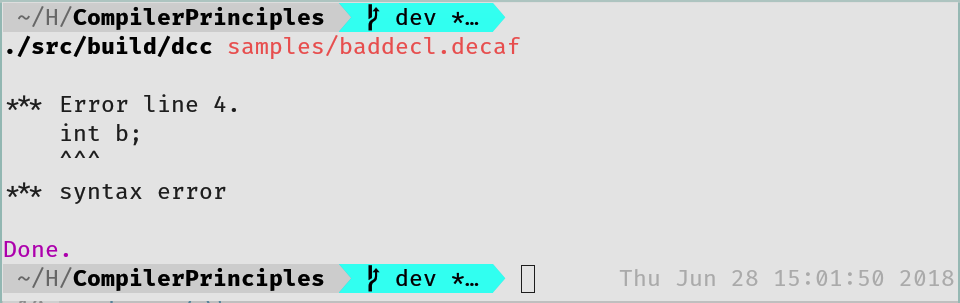 ~/H/CompilerPrinciples dev *…
./src/build/dcc samples/baddecl.decaf
*** Error line 4.
int b;
^^^
*** syntax error
Done.
~/H/CompilerPrinciples dev *… Thu Jun 28 15:01:50 2018